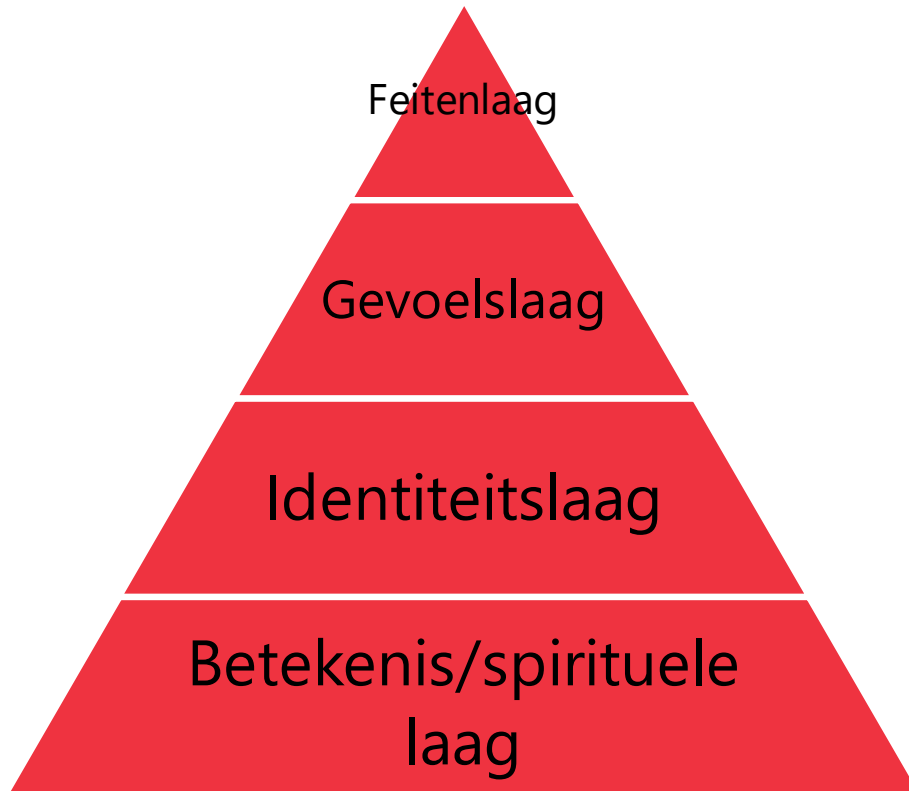 Feitenlaag
Gevoelslaag
Identiteitslaag
Betekenis/spirituele
laag